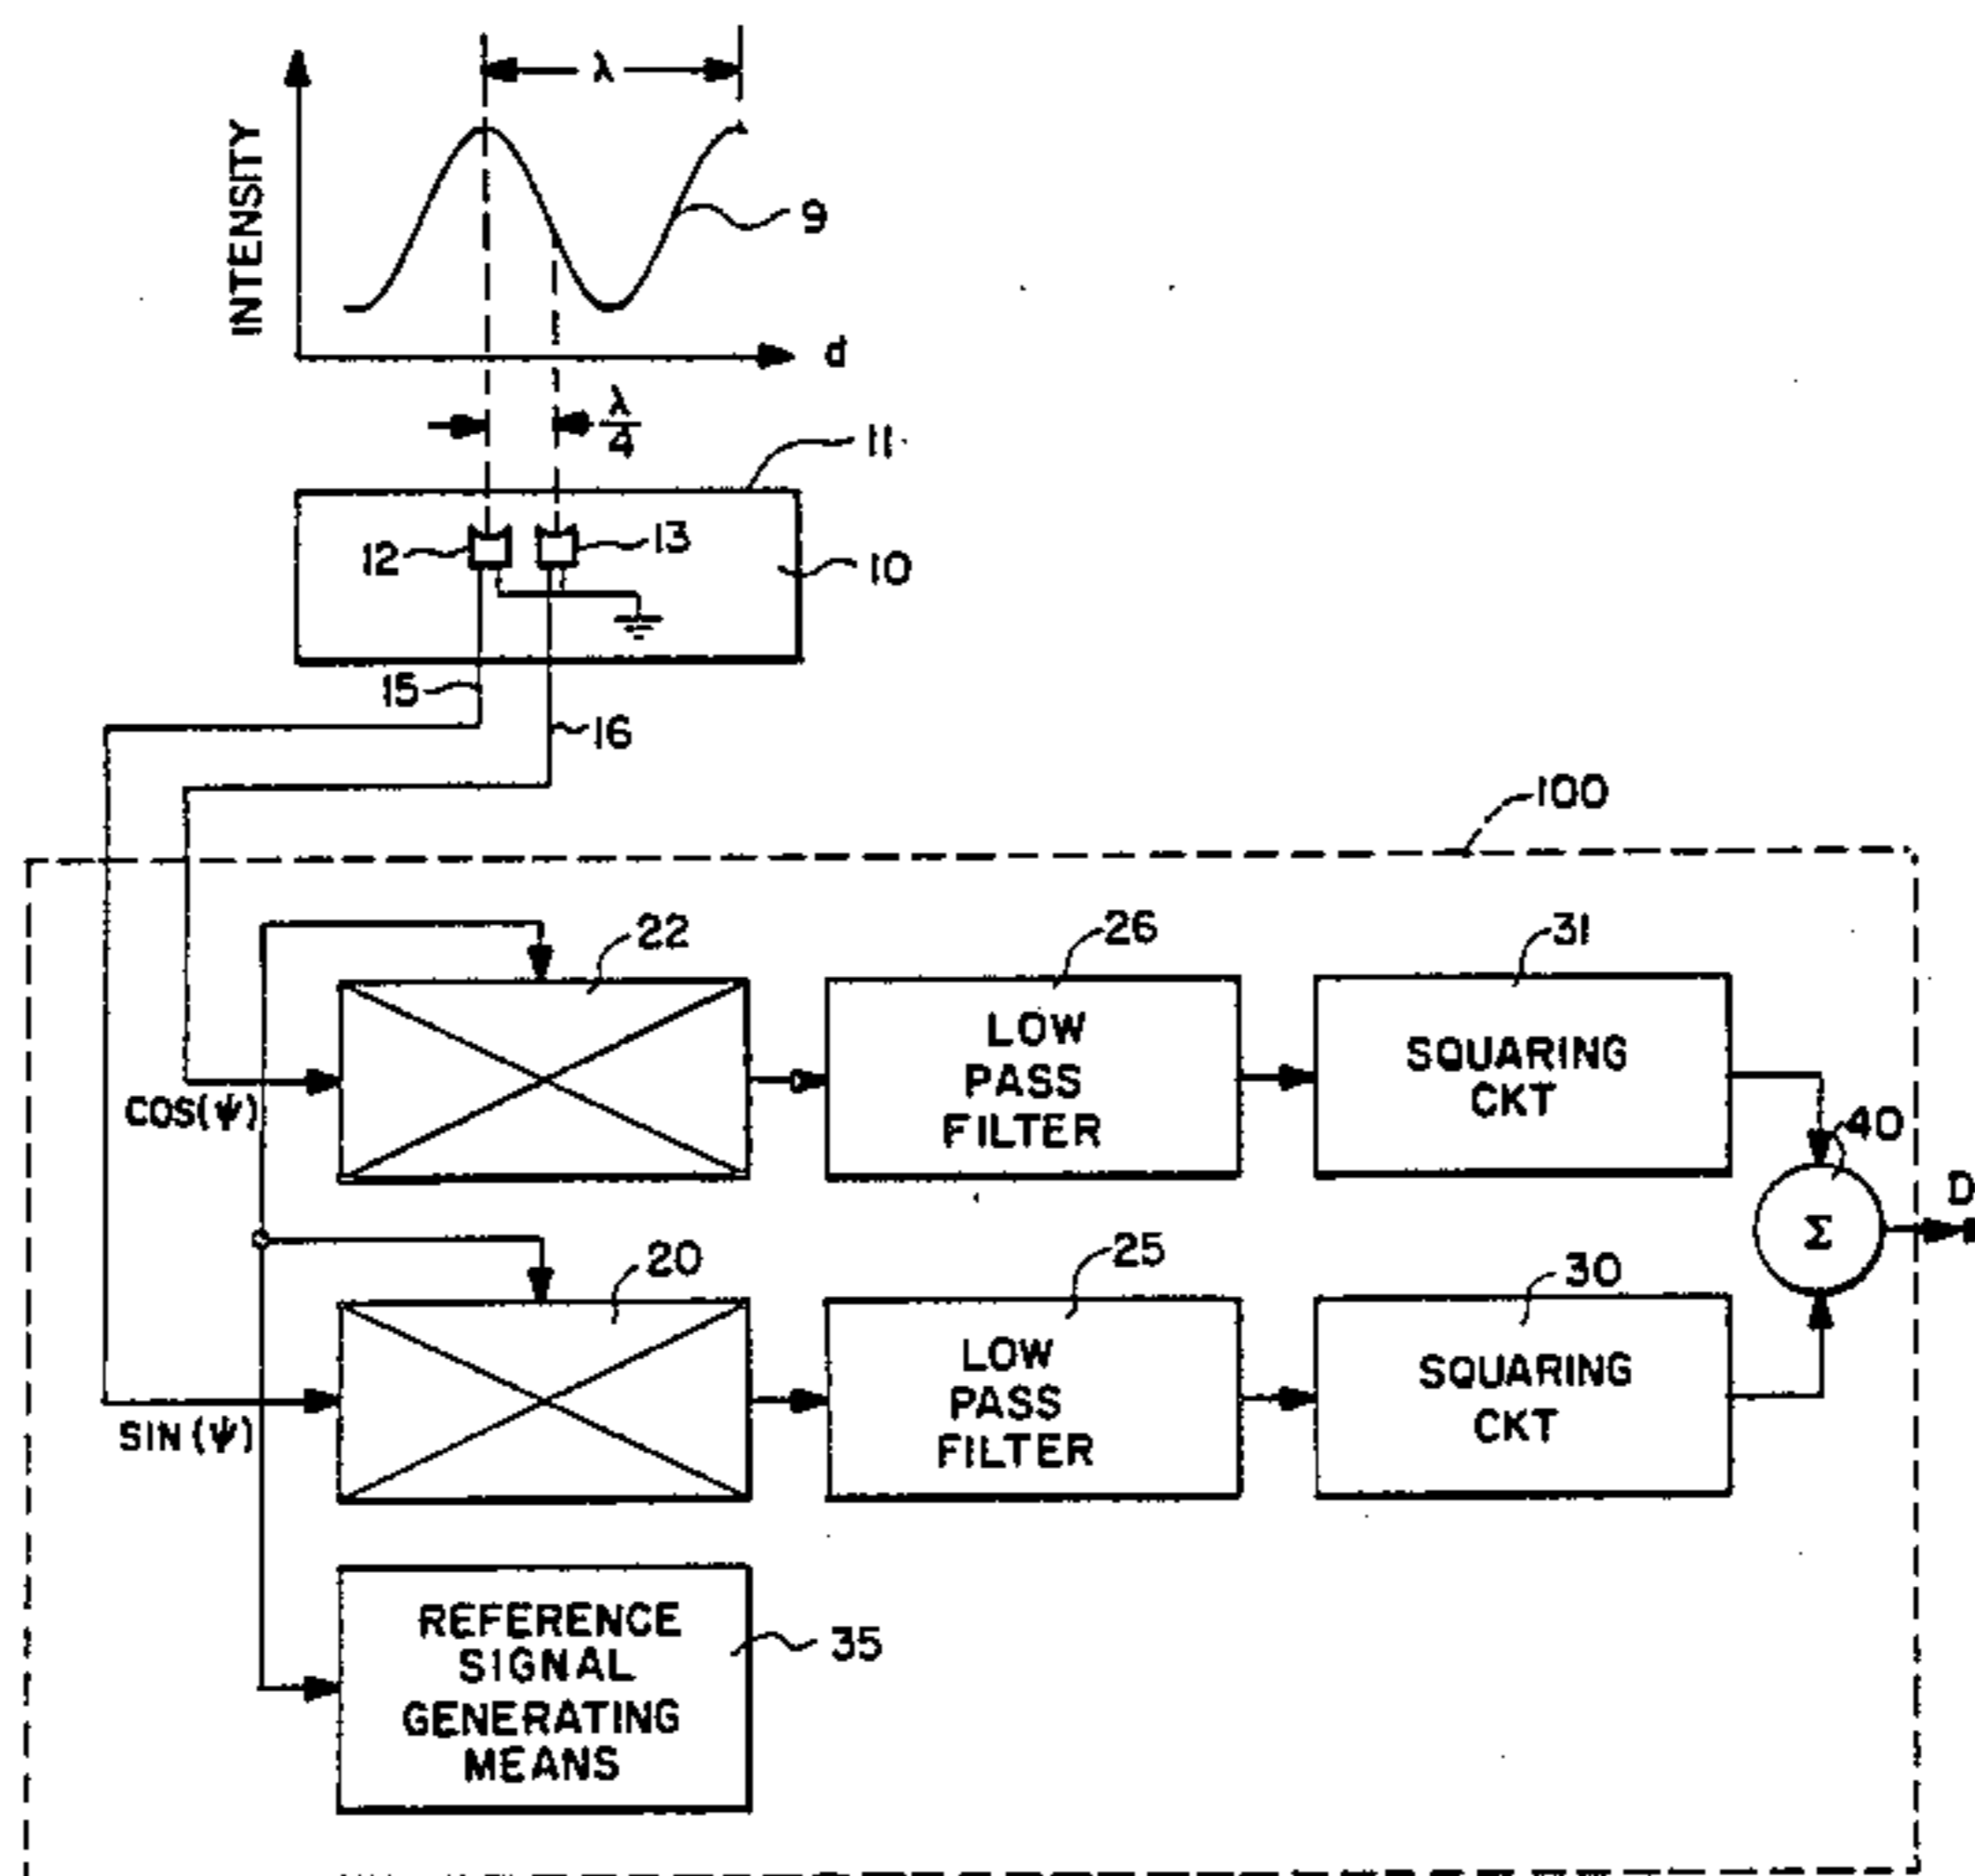 λ
INTENSITY
9
d
λ
4
11
12
13
10
15
16
100
22
26
31
LOW
PASS
FILTER
SQUARING
CKT
COS(ψ)
40
Σ
D
20
25
30
LOW
PASS
FILTER
SQUARING
CKT
SIN(ψ)
REFERENCE
SIGNAL
GENERATING
MEANS
35